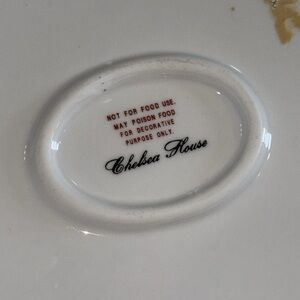 NOT FOR FOOD USE.
MAY POISON FOOD
FOR DECORATIVE
PURPOSE ONLY.
Chelsea House